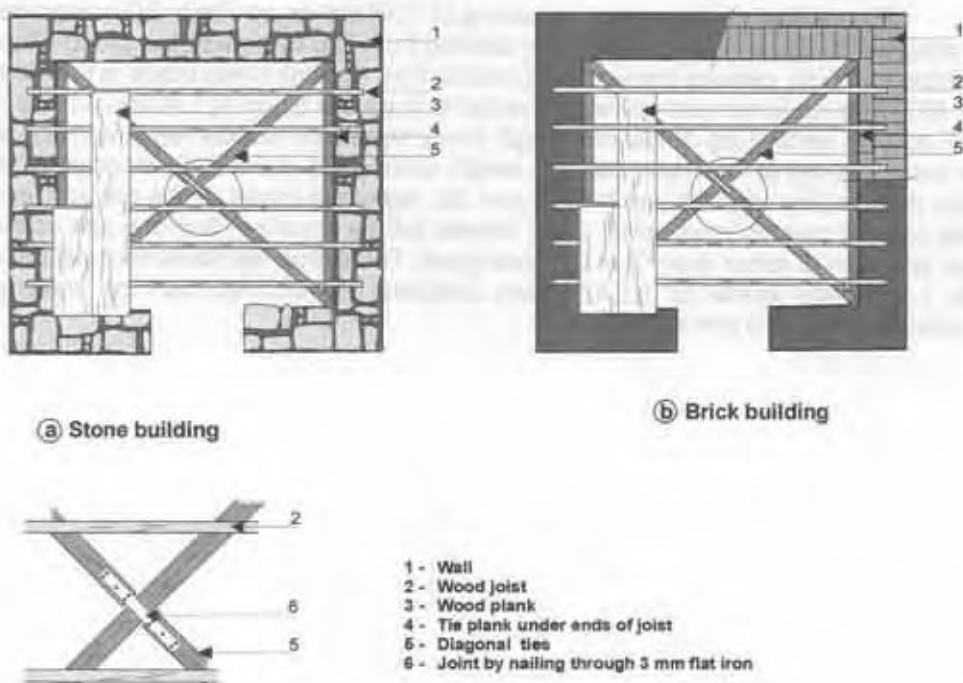 1
2
3
4
5
1
2
3
4
5
ⓐ Stone building
ⓑ Brick building
2
6
5
1 - Wall
2 - Wood joist
3 - Wood plank
4 - Tie plank under ends of joist
5 - Diagonal ties
6 - Joint by nailing through 3 mm flat iron